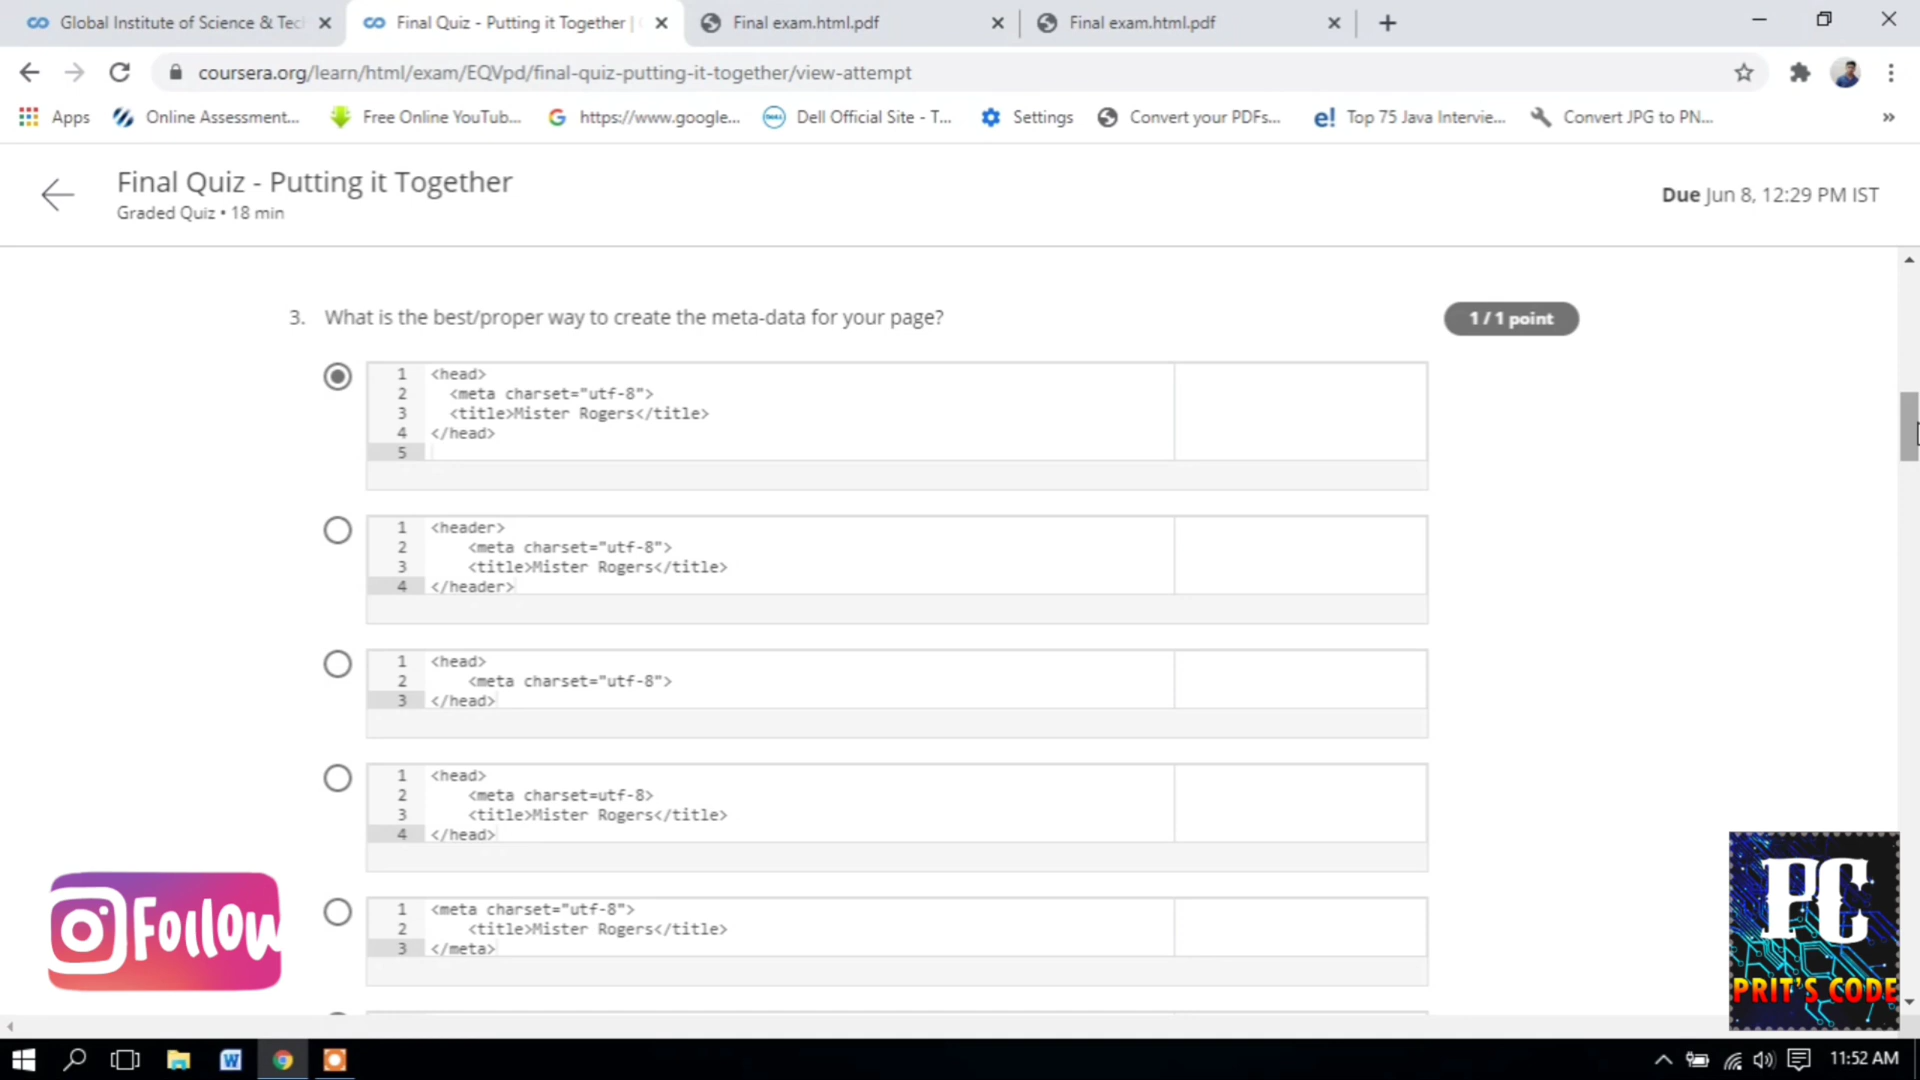 Global Institute of Science & Tec
Final Quiz - Putting it Together |
Final exam.html.pdf
Final exam.html.pdf
coursera.org/learn/html/exam/EQVpd/final-quiz-putting-it-together/view-attempt
Apps
Online Assessment...
Free Online YouTub...
https://www.google...
Dell Official Site - T...
Settings
Convert your PDFs...
e! Top 75 Java Intervie...
Convert JPG to PN...
»
Final Quiz - Putting it Together
Graded Quiz • 18 min
Due Jun 8, 12:29 PM IST
3. What is the best/proper way to create the meta-data for your page?
1 / 1 point
1 <head>
2 <meta charset="utf-8">
3 <title>Mister Rogers</title>
4 </head>
5
1 <header>
2 <meta charset="utf-8">
3 <title>Mister Rogers</title>
4 </header>
1 <head>
2 <meta charset="utf-8">
3 </head>
1 <head>
2 <meta charset=utf-8>
3 <title>Mister Rogers</title>
4 </head>
1 <meta charset="utf-8">
2 <title>Mister Rogers</title>
3 </meta>
Follow
PC
PRIT'S CODE
11:52 AM